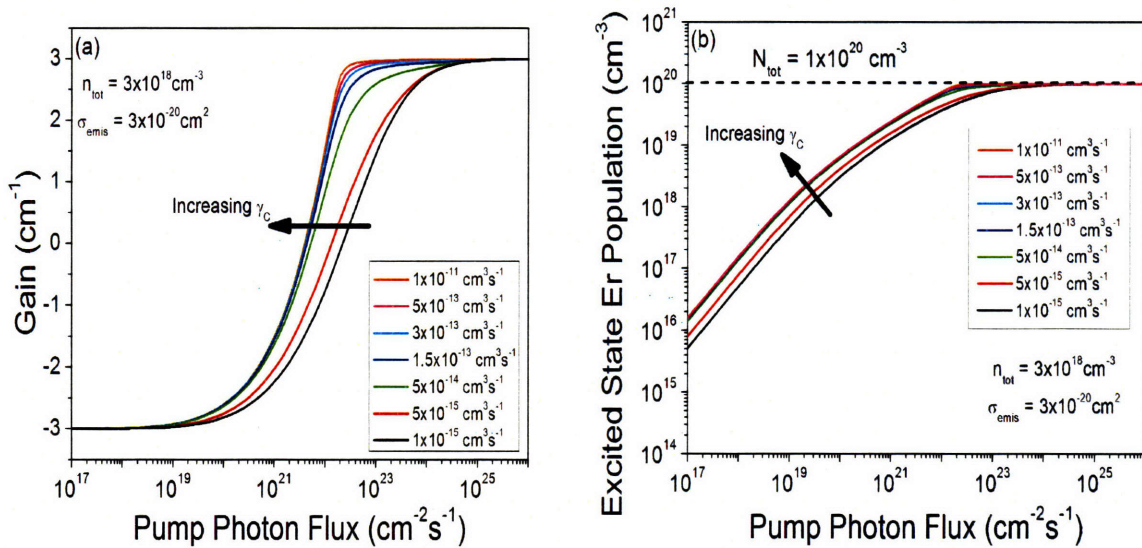 (a)
n_tot = 3x10^18 cm^-3
σ_emis = 3x10^-20 cm^2
Increasing γ_C
1x10^-11 cm^3s^-1
5x10^-13 cm^3s^-1
3x10^-13 cm^3s^-1
1.5x10^-13 cm^3s^-1
5x10^-14 cm^3s^-1
5x10^-15 cm^3s^-1
1x10^-15 cm^3s^-1
3
2
1
0
-1
-2
-3
Gain (cm^-1)
10^17
10^19
10^21
10^23
10^25
Pump Photon Flux (cm^-2s^-1)
(b)
N_tot = 1x10^20 cm^-3
Increasing γ_C
1x10^-11 cm^3s^-1
5x10^-13 cm^3s^-1
3x10^-13 cm^3s^-1
1.5x10^-13 cm^3s^-1
5x10^-14 cm^3s^-1
5x10^-15 cm^3s^-1
1x10^-15 cm^3s^-1
n_tot = 3x10^18 cm^-3
σ_emis = 3x10^-20 cm^2
10^21
10^20
10^19
10^18
10^17
10^16
10^15
10^14
Excited State Er Population (cm^-3)
10^17
10^19
10^21
10^23
10^25
Pump Photon Flux (cm^-2s^-1)